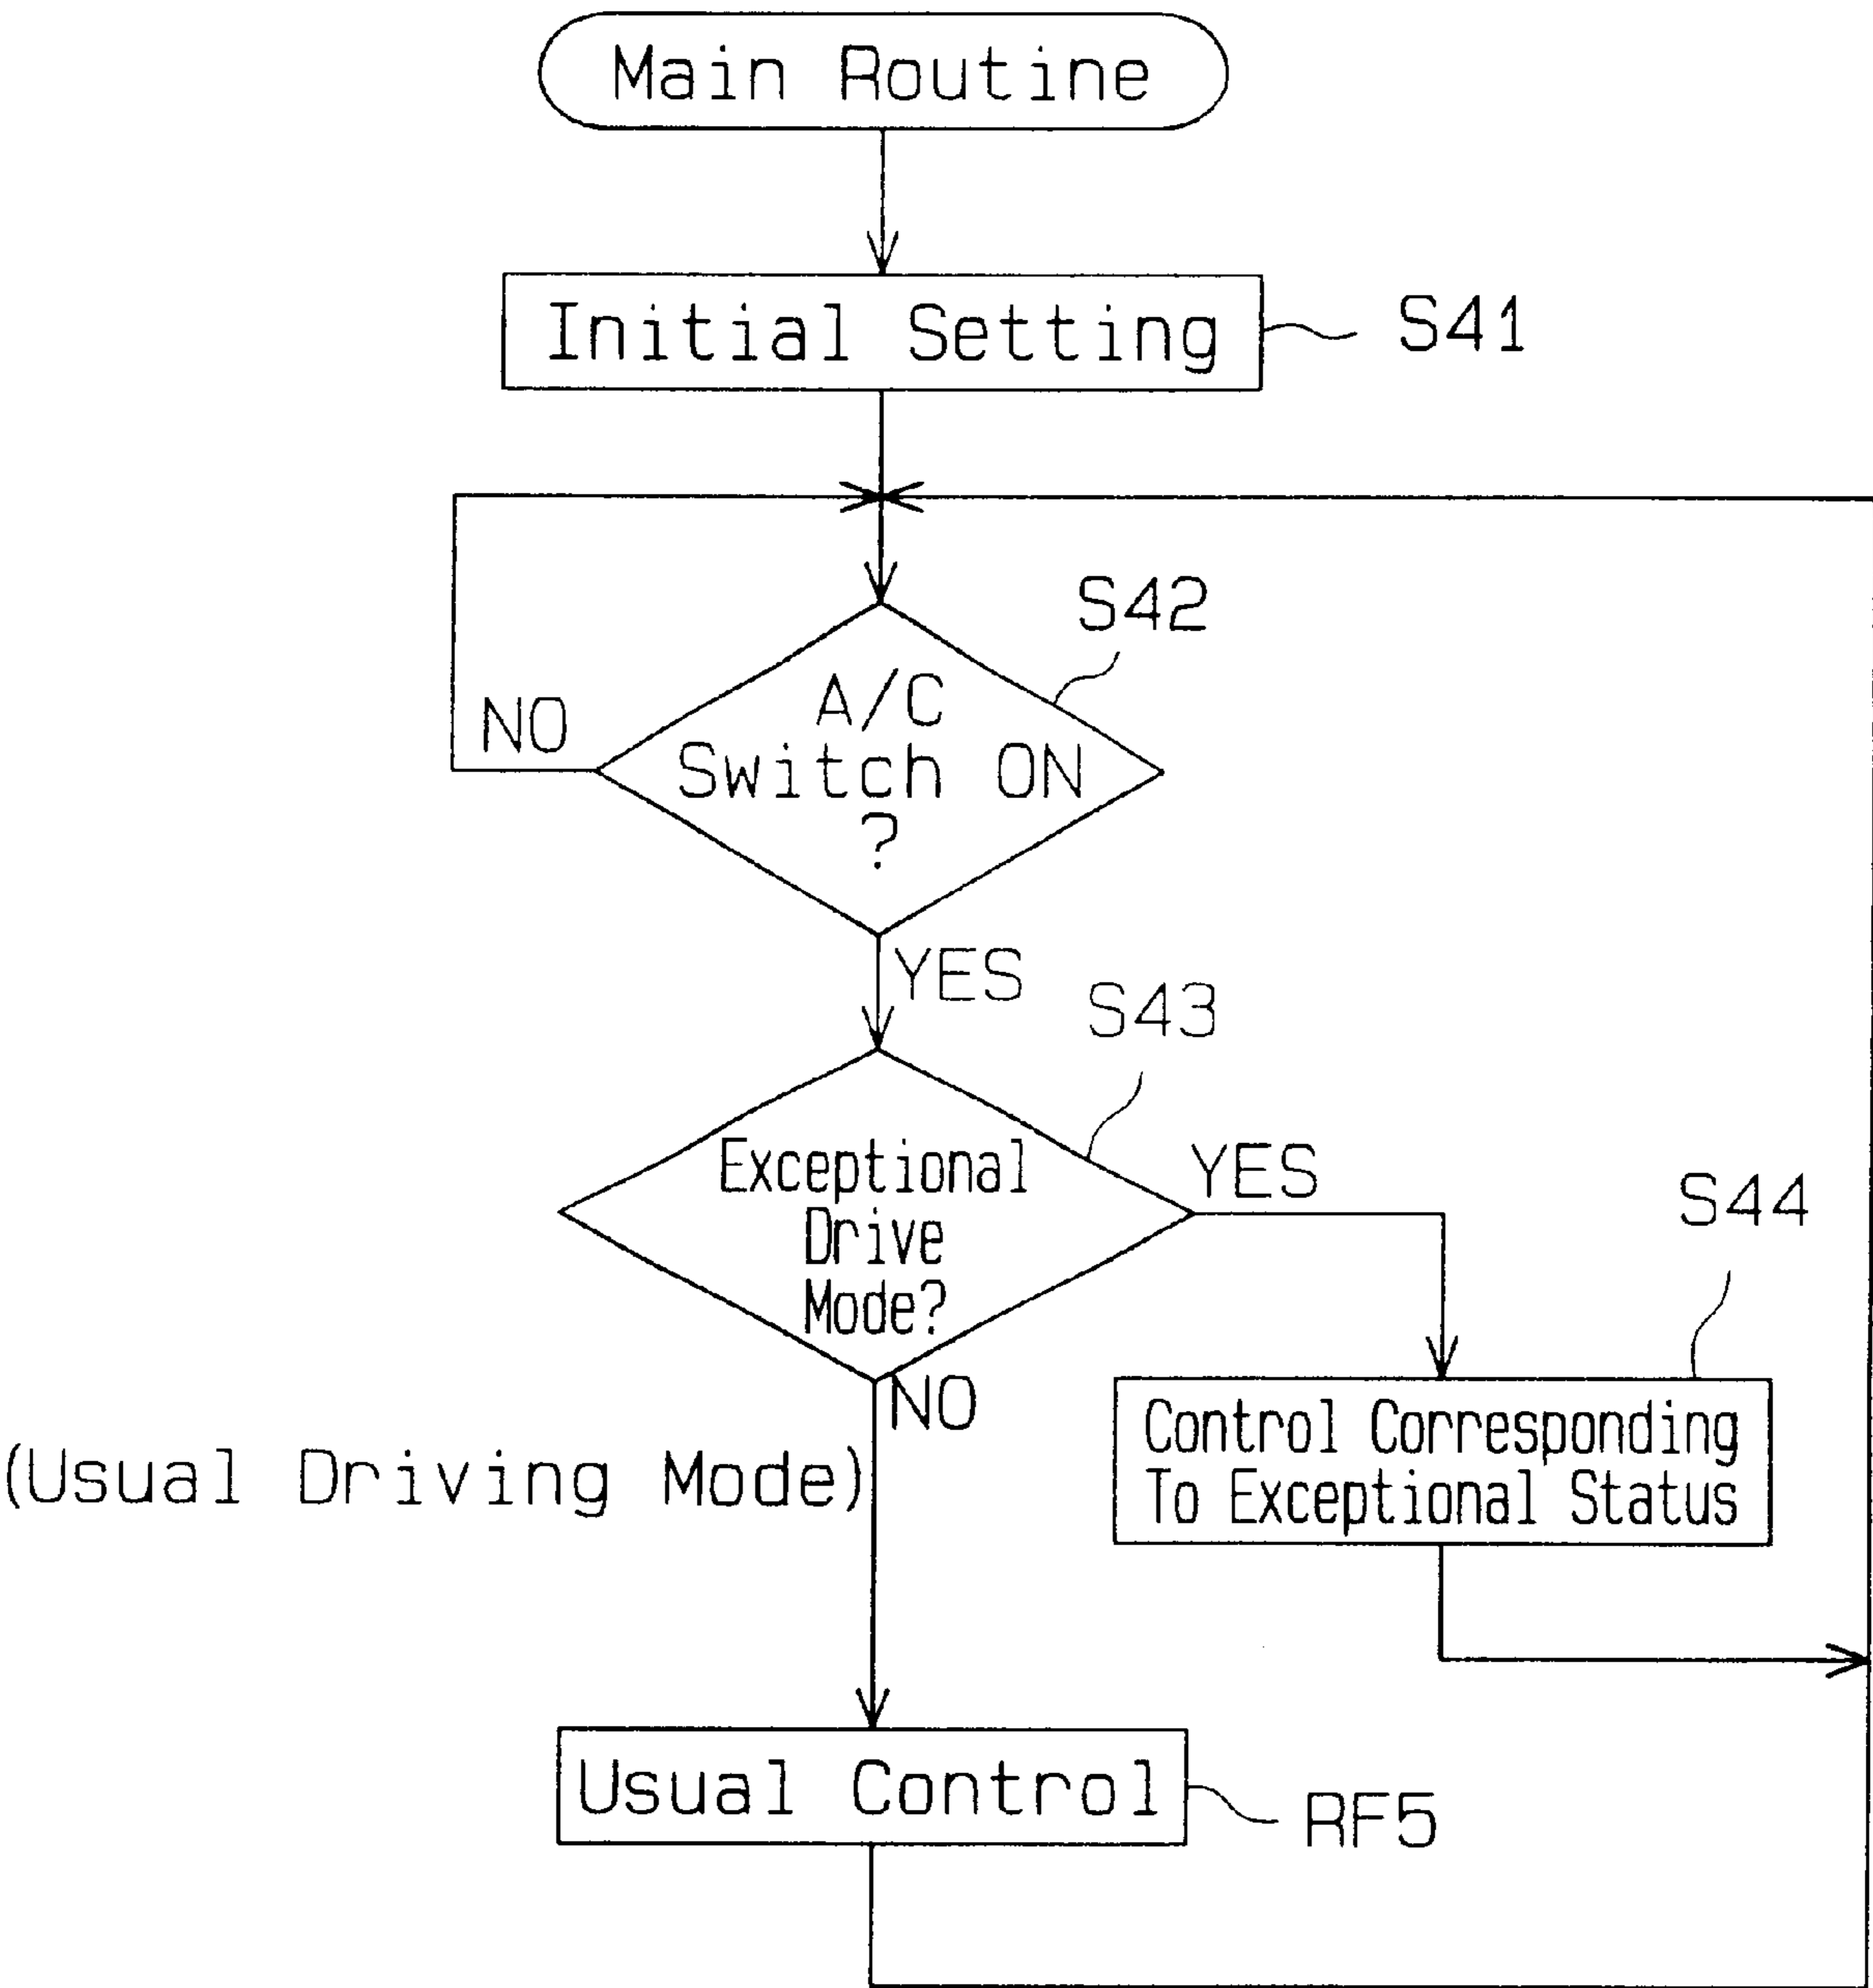 Main Routine
Initial Setting
S41
S42
A/C
NO
Switch ON
?
YES
S43
Exceptional
YES
Drive
S44
Mode?
NO
Control Corresponding
(Usual Driving Mode)
To Exceptional Status
Usual Control
RF5